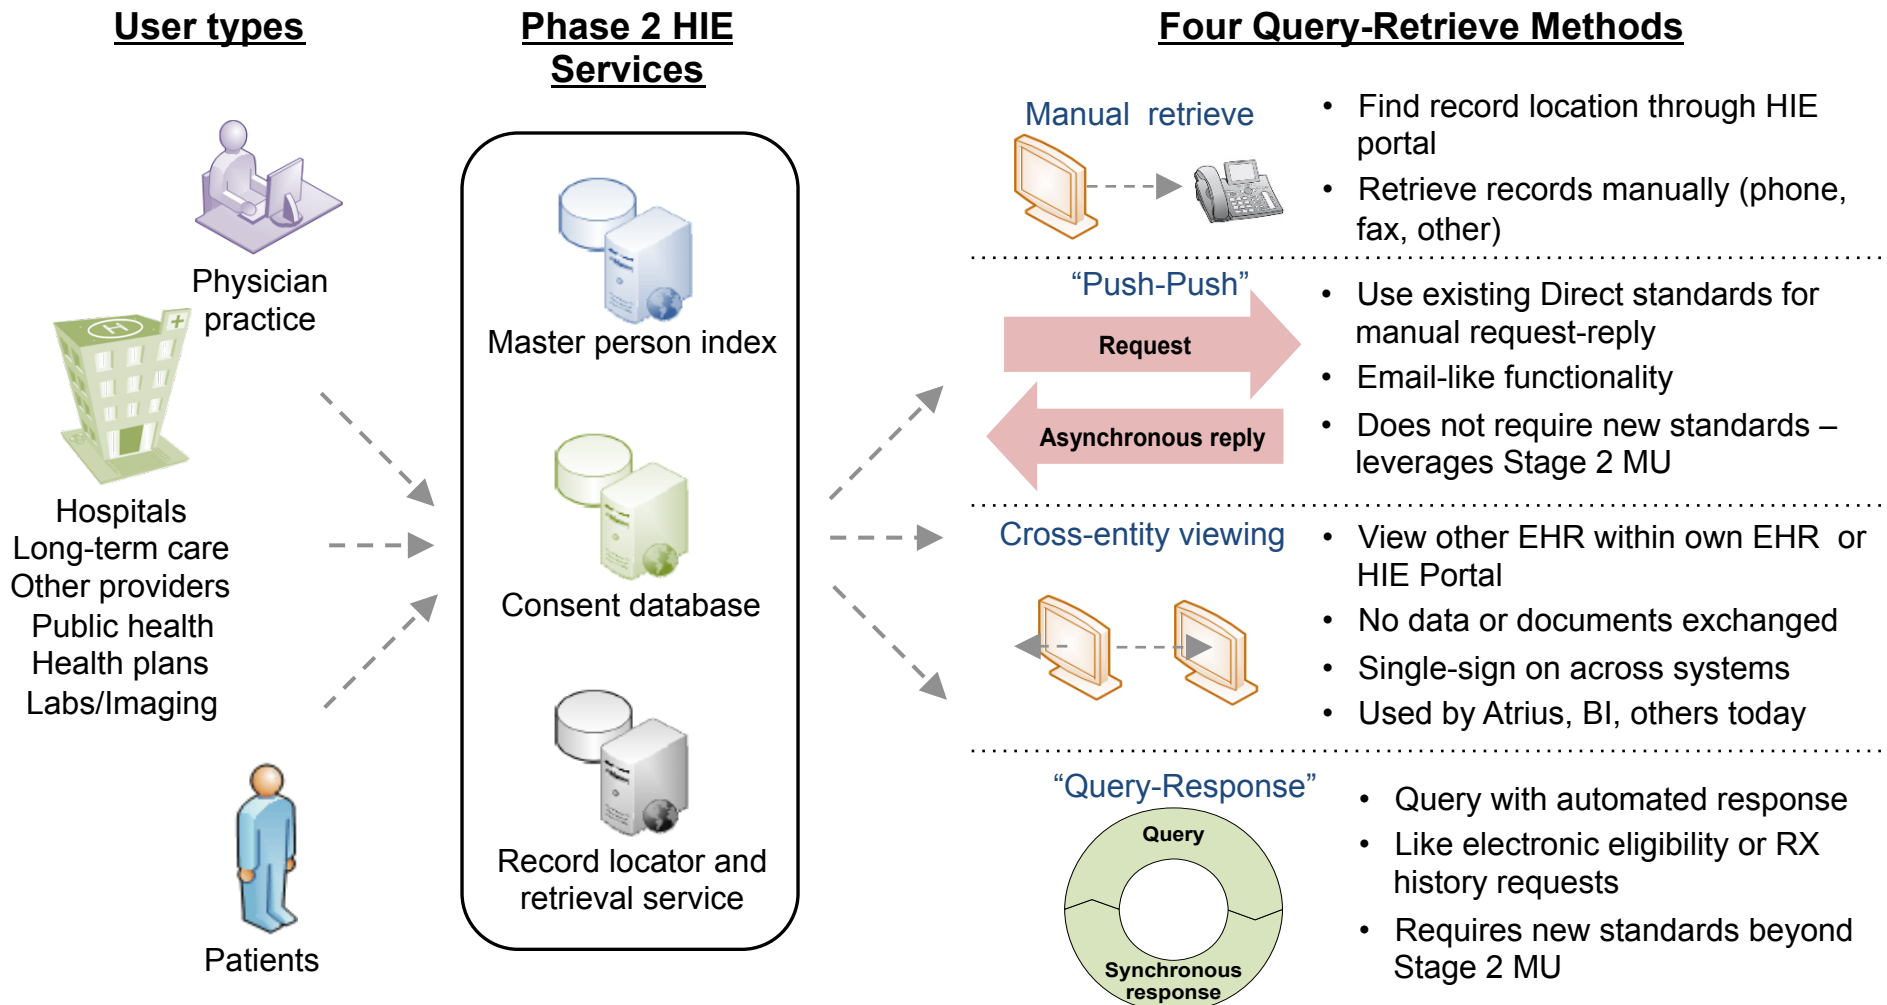 User types
Physician
practice
Hospitals
Long-term care
Other providers
Public health
Health plans
Labs/Imaging
Patients
Phase 2 HIE
Services
Master person index
Consent database
Record locator and
retrieval service
Four Query-Retrieve Methods
Manual retrieve
• Find record location through HIE
portal
• Retrieve records manually (phone,
fax, other)
“Push-Push”
Request
Asynchronous reply
• Use existing Direct standards for
manual request-reply
• Email-like functionality
• Does not require new standards –
leverages Stage 2 MU
Cross-entity viewing
• View other EHR within own EHR or
HIE Portal
• No data or documents exchanged
• Single-sign on across systems
• Used by Atrius, BI, others today
“Query-Response”
Query
Synchronous
response
• Query with automated response
• Like electronic eligibility or RX
history requests
• Requires new standards beyond
Stage 2 MU